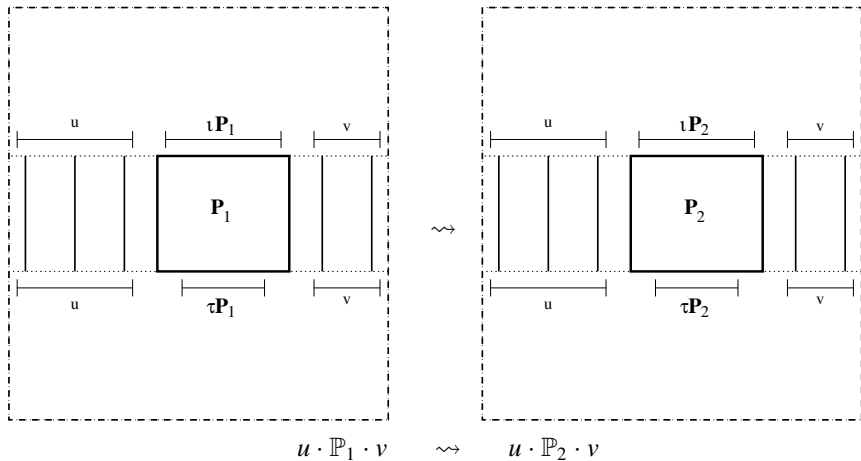 u ι𝐏₁ v u ι𝐏₂ v
𝐏₁ ⇝ 𝐏₂
u τ𝐏₁ v u τ𝐏₂ v
u · ℙ₁ · v ⇝ u · ℙ₂ · v